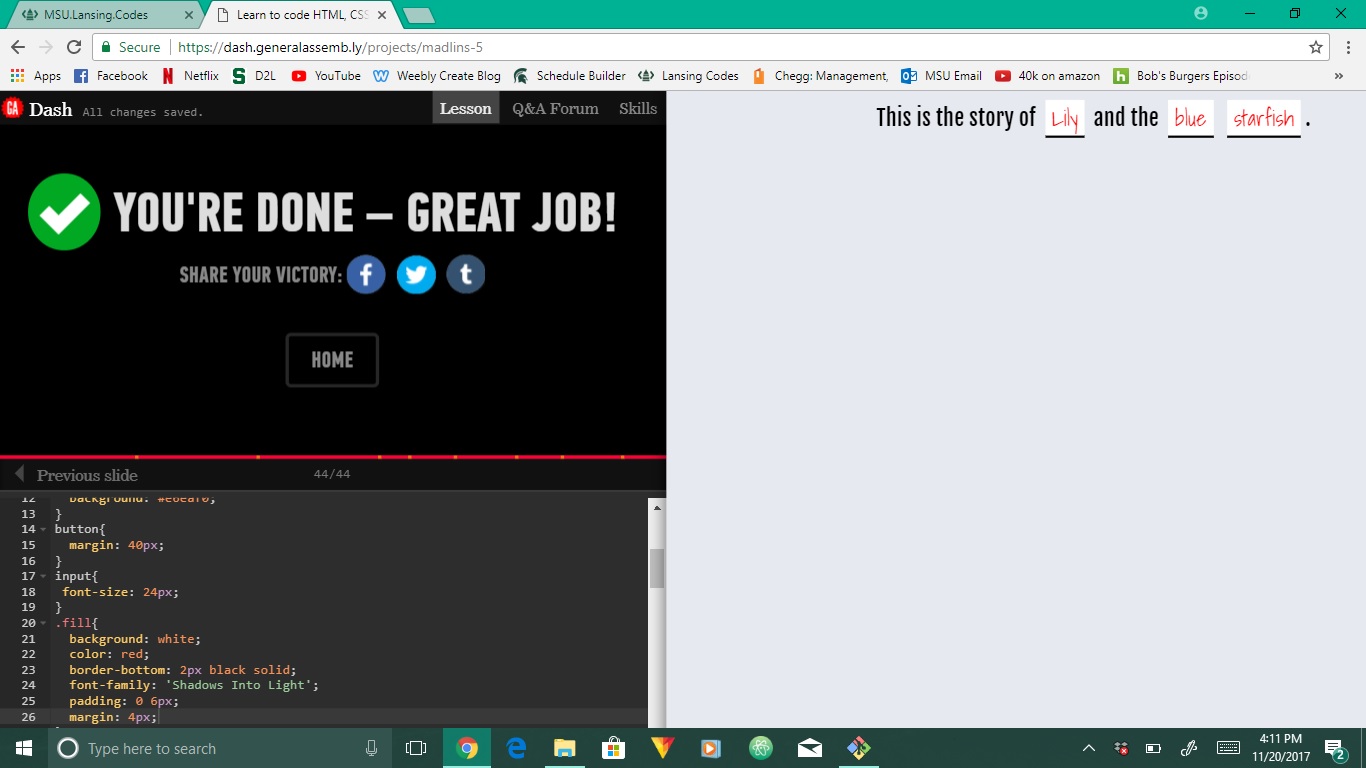 MSU.Lansing.Codes
Learn to code HTML, CSS
Secure https://dash.generalassemb.ly/projects/madlins-5
Apps Facebook Netflix D2L YouTube Weebly Create Blog Schedule Builder Lansing Codes Chegg: Management, MSU Email 40k on amazon Bob's Burgers Episod »
GA Dash All changes saved. Lesson Q&A Forum Skills
This is the story of Lily and the blue starfish .
YOU'RE DONE – GREAT JOB!
SHARE YOUR VICTORY: f t
HOME
Previous slide 44/44
12 background: #e6eaf0;
13 }
14 button{
15 margin: 40px;
16 }
17 input{
18 font-size: 24px;
19 }
20 .fill{
21 background: white;
22 color: red;
23 border-bottom: 2px black solid;
24 font-family: 'Shadows Into Light';
25 padding: 0 6px;
26 margin: 4px;
Type here to search
4:11 PM
11/20/2017
2